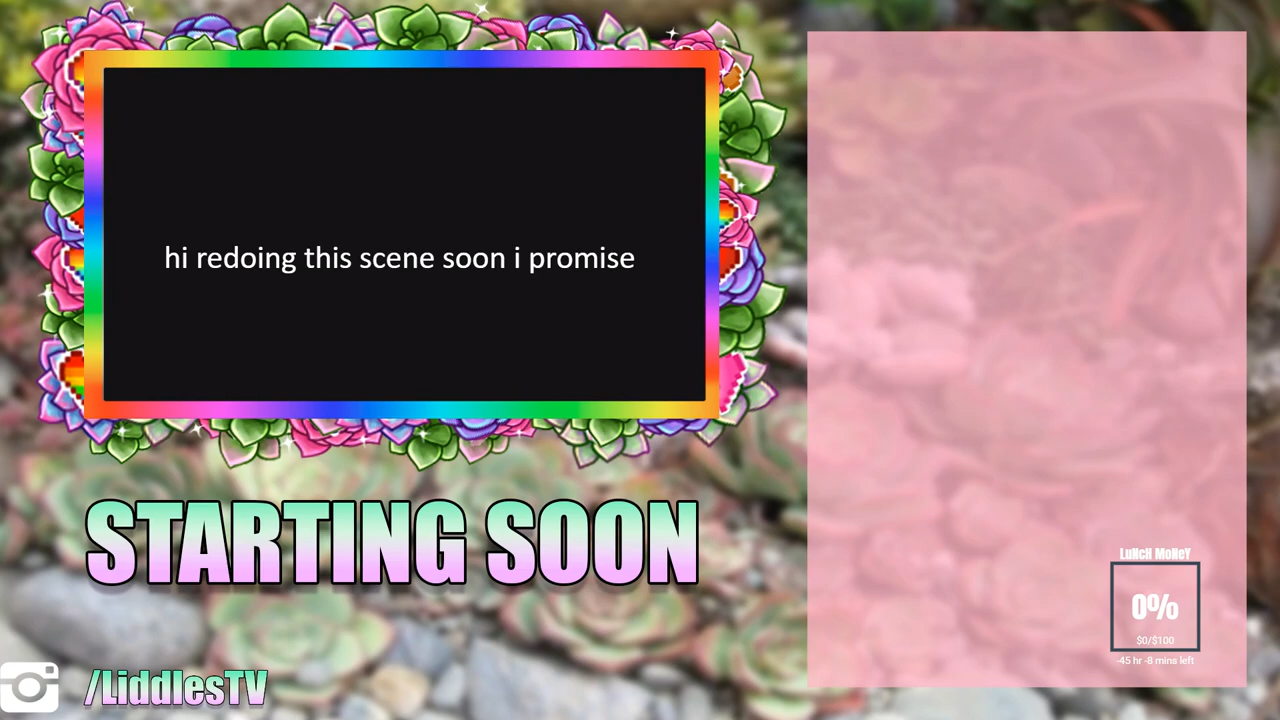 hi redoing this scene soon i promise
STARTING SOON
/LiddlesTV
LuNcH MoNeY
0%
$0/$100
-45 hr -8 mins left